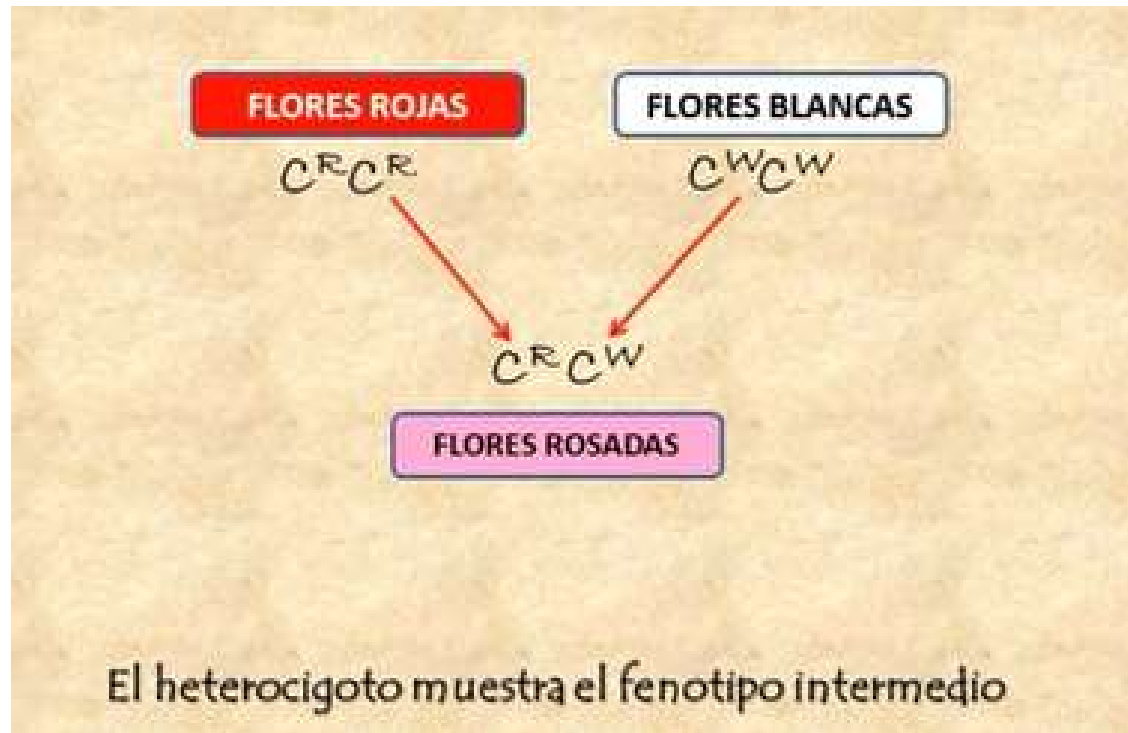 FLORES ROJAS FLORES BLANCAS
CᴿCᴿ CᵂCᵂ
CᴿCᵂ
FLORES ROSADAS
El heterocigoto muestra el fenotipo intermedio